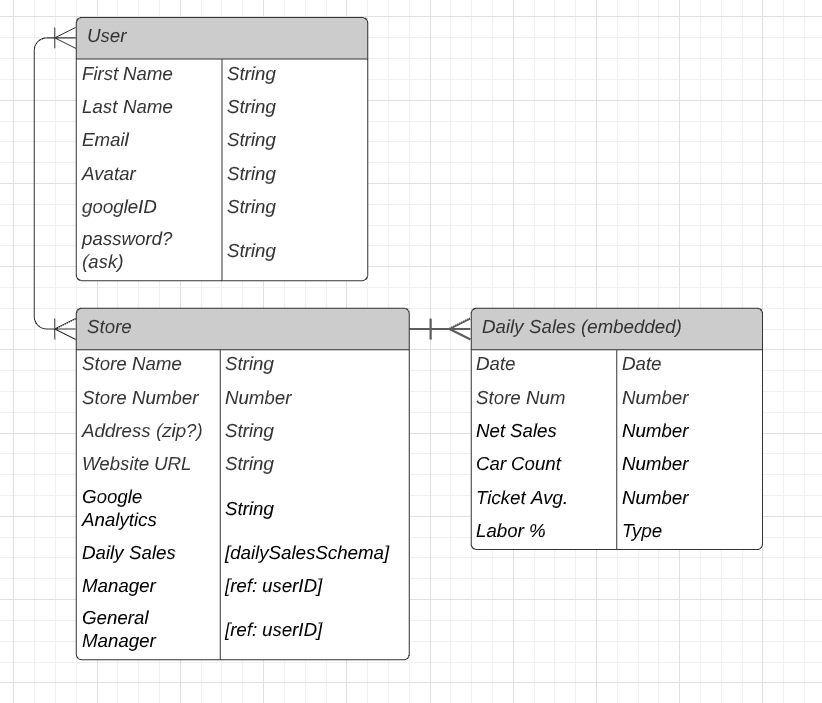 User
First Name String
Last Name String
Email String
Avatar String
googleID String
password?
(ask) String
Store
Store Name String
Store Number Number
Address (zip?) String
Website URL String
Google
Analytics String
Daily Sales [dailySalesSchema]
Manager [ref: userID]
General
Manager [ref: userID]
Daily Sales (embedded)
Date Date
Store Num Number
Net Sales Number
Car Count Number
Ticket Avg. Number
Labor % Type